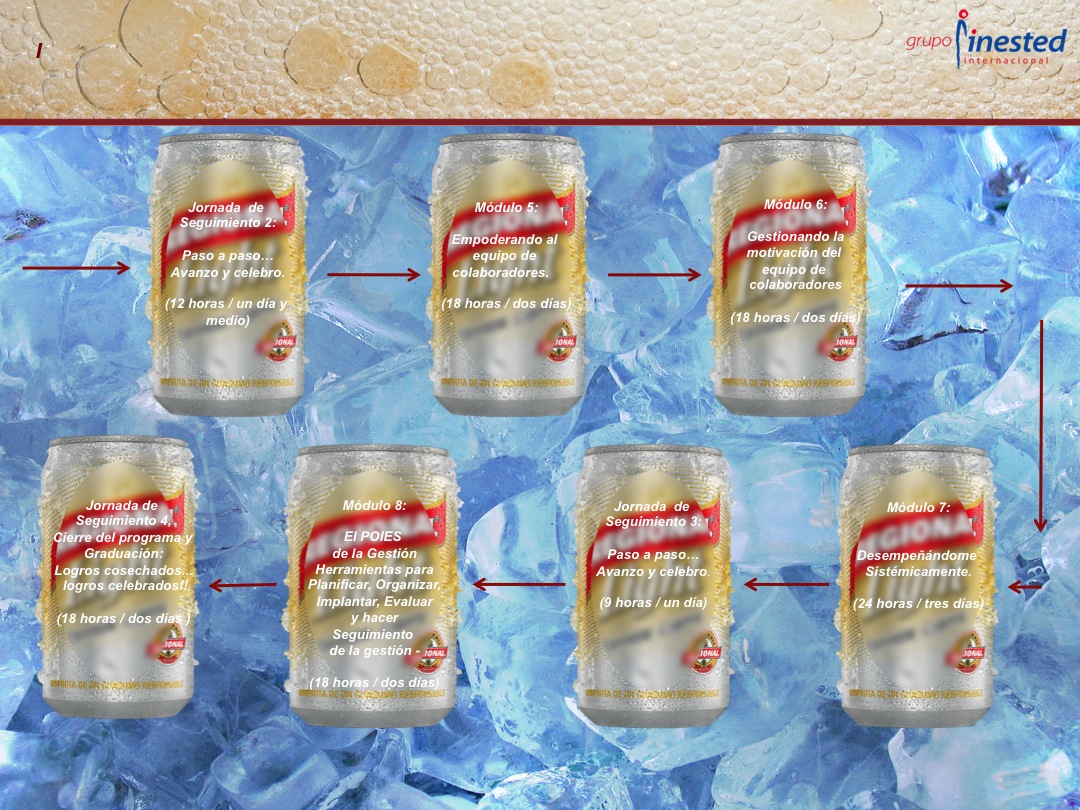 I
grupo inested
internacional
Jornada de
Seguimiento 2:
Paso a paso…
Avanzo y celebro.
(12 horas / un día y
medio)
Módulo 5:
Empoderando al
equipo de
colaboradores.
(18 horas / dos días)
Módulo 6:
Gestionando la
motivación del
equipo de
colaboradores
(18 horas / dos días)
Jornada de
Seguimiento 4,
Cierre del programa y
Graduación:
Logros cosechados...
logros celebrados!!
(18 horas / dos días )
Módulo 8:
El POIES
de la Gestión
Herramientas para
Planificar, Organizar,
Implantar, Evaluar
y hacer
Seguimiento
de la gestión -
(18 horas / dos días)
Jornada de
Seguimiento 3:
Paso a paso…
Avanzo y celebro.
(9 horas / un día)
Módulo 7:
Desempeñándome
Sistémicamente.
(24 horas / tres días)